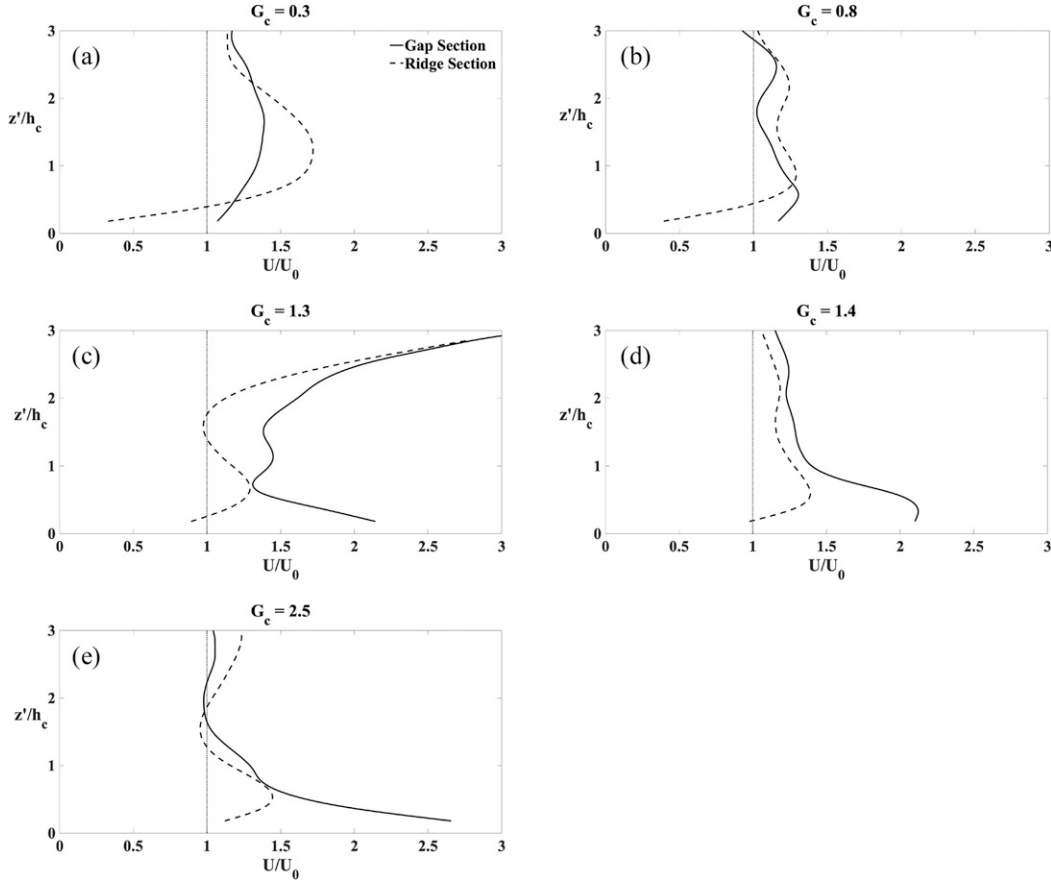 G_c = 0.3
(a)
Gap Section
Ridge Section
z'/h_c
3
2
1
0
0 0.5 1 1.5 2 2.5 3
U/U_0
G_c = 0.8
(b)
z'/h_c
3
2
1
0
0 0.5 1 1.5 2 2.5 3
U/U_0
G_c = 1.3
(c)
z'/h_c
3
2
1
0
0 0.5 1 1.5 2 2.5 3
U/U_0
G_c = 1.4
(d)
z'/h_c
3
2
1
0
0 0.5 1 1.5 2 2.5 3
U/U_0
G_c = 2.5
(e)
z'/h_c
3
2
1
0
0 0.5 1 1.5 2 2.5 3
U/U_0